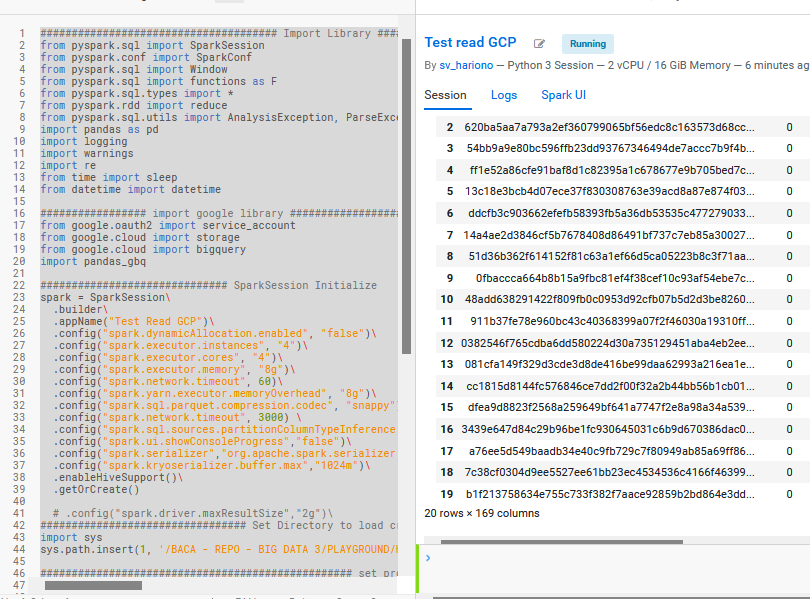 1 ################################### Import Library ####
2 from pyspark.sql import SparkSession
3 from pyspark.conf import SparkConf
4 from pyspark.sql import Window
5 from pyspark.sql import functions as F
6 from pyspark.sql.types import *
7 from pyspark.rdd import reduce
8 from pyspark.sql.utils import AnalysisException, ParseExce
9 import pandas as pd
10 import logging
11 import warnings
12 import re
13 from time import sleep
14 from datetime import datetime
15
16 ################ import google library ################
17 from google.oauth2 import service_account
18 from google.cloud import storage
19 from google.cloud import bigquery
20 import pandas_gbq
21
22 ############################ SparkSession Initialize
23 spark = SparkSession\
24 .builder\
25 .appName("Test Read GCP")\
26 .config("spark.dynamicAllocation.enabled", "false")\
27 .config("spark.executor.instances", "4")\
28 .config("spark.executor.cores", "4")\
29 .config("spark.executor.memory", "8g")\
30 .config("spark.network.timeout", 60)\
31 .config("spark.yarn.executor.memoryOverhead", "8g")\
32 .config("spark.sql.parquet.compression.codec", "snappy"
33 .config("spark.network.timeout", 3000) \
34 .config("spark.sql.sources.partitionColumnTypeInference
35 .config("spark.ui.showConsoleProgress","false")\
36 .config("spark.serializer","org.apache.spark.serializer
37 .config("spark.kryoserializer.buffer.max","1024m")\
38 .enableHiveSupport()\
39 .getOrCreate()
40
41 # .config("spark.driver.maxResultSize","2g")\
42 ############################### Set Directory to load c
43 import sys
44 sys.path.insert(1, '/BACA - REPO - BIG DATA 3/PLAYGROUND/
45
46 ############################################## set pr
47
Test read GCP Running
By sv_hariono — Python 3 Session — 2 vCPU / 16 GiB Memory — 6 minutes ag
Session Logs Spark UI
2 620ba5aa7a793a2ef360799065bf56edc8c163573d68cc... 0
3 54bb9a9e80bc596ffb23dd93767346494de7accc7b9f4b... 0
4 ff1e52a86cfe91baf8d1c82395a1c678677e9b705bed7c... 0
5 13c18e3bcb4d07ece37f830308763e39acd8a87e874f03... 0
6 ddcfb3c903662efefb58393fb5a36db53535c477279033... 0
7 14a4ae2d3846cf5b7678408d86491bf737c7eb85a30027... 0
8 51d36b362f614152f81c63a1ef66d5ca05223b8c3f71aa... 0
9 0fbaccca664b8b15a9fbc81ef4f38cef10c93af54ebe7c... 0
10 48add638291422f809fb0c0953d92cfb07b5d2d3be8260... 0
11 911b37fe78e960bc43c40368399a07f2f46030a19310ff... 0
12 0382546f765cdba6dd580224d30a735129451aba4eb2ee... 0
13 081cfa149f329d3cde3d8de416be99daa62993a216ea1e... 0
14 cc1815d8144fc576846ce7dd2f00f32a2b44bb56b1cb01... 0
15 dfea9d8823f2568a259649bf641a7747f2e8a98a34a539... 0
16 3439e647d84c29b96be1fc930645031c6b9d670386dac0... 0
17 a76ee5d549baadb34e40c9fb729c7f80949ab85a69ff86... 0
18 7c38cf0304d9ee5527ee61bb23ec4534536c4166f46399... 0
19 b1f213758634e755c733f382f7aace92859b2bd864e3dd... 0
20 rows × 169 columns